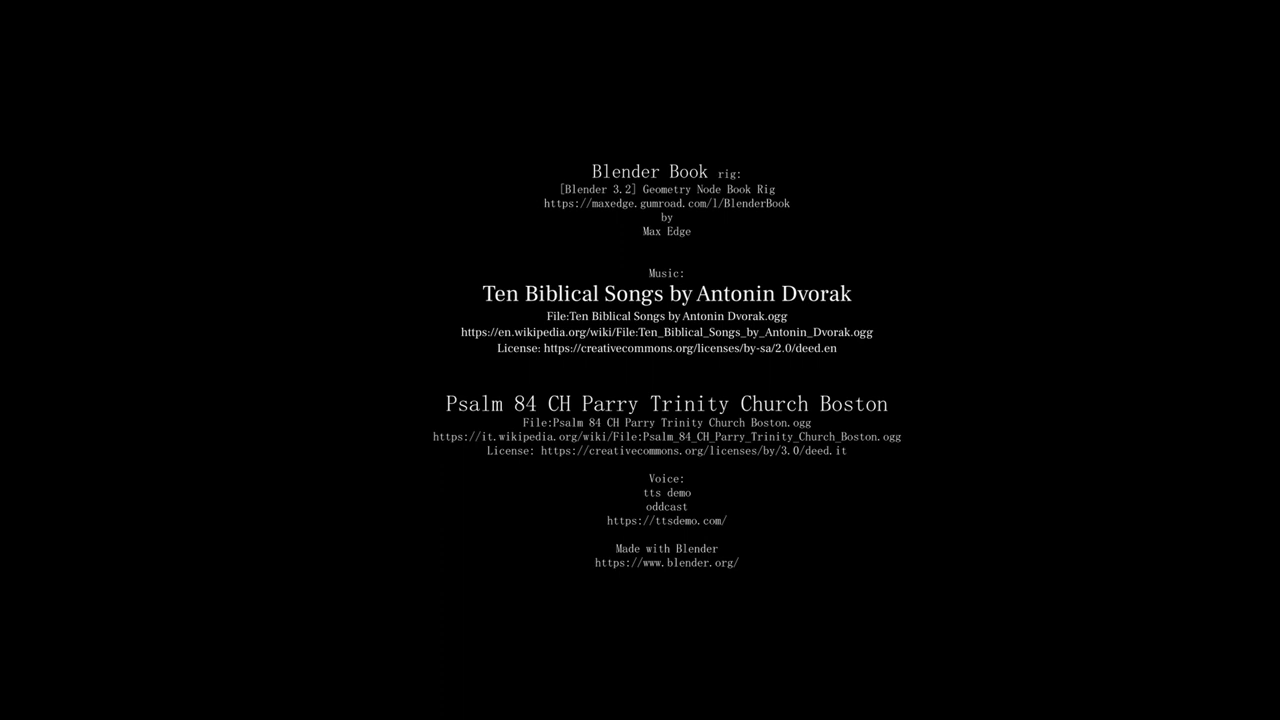 Blender Book rig:
[Blender 3.2] Geometry Node Book Rig
https://maxedge.gumroad.com/l/BlenderBook
by
Max Edge
Music:
Ten Biblical Songs by Antonin Dvorak
File:Ten Biblical Songs by Antonin Dvorak.ogg
https://en.wikipedia.org/wiki/File:Ten_Biblical_Songs_by_Antonin_Dvorak.ogg
License: https://creativecommons.org/licenses/by-sa/2.0/deed.en
Psalm 84 CH Parry Trinity Church Boston
File:Psalm 84 CH Parry Trinity Church Boston.ogg
https://it.wikipedia.org/wiki/File:Psalm_84_CH_Parry_Trinity_Church_Boston.ogg
License: https://creativecommons.org/licenses/by/3.0/deed.it
Voice:
tts demo
oddcast
https://ttsdemo.com/
Made with Blender
https://www.blender.org/